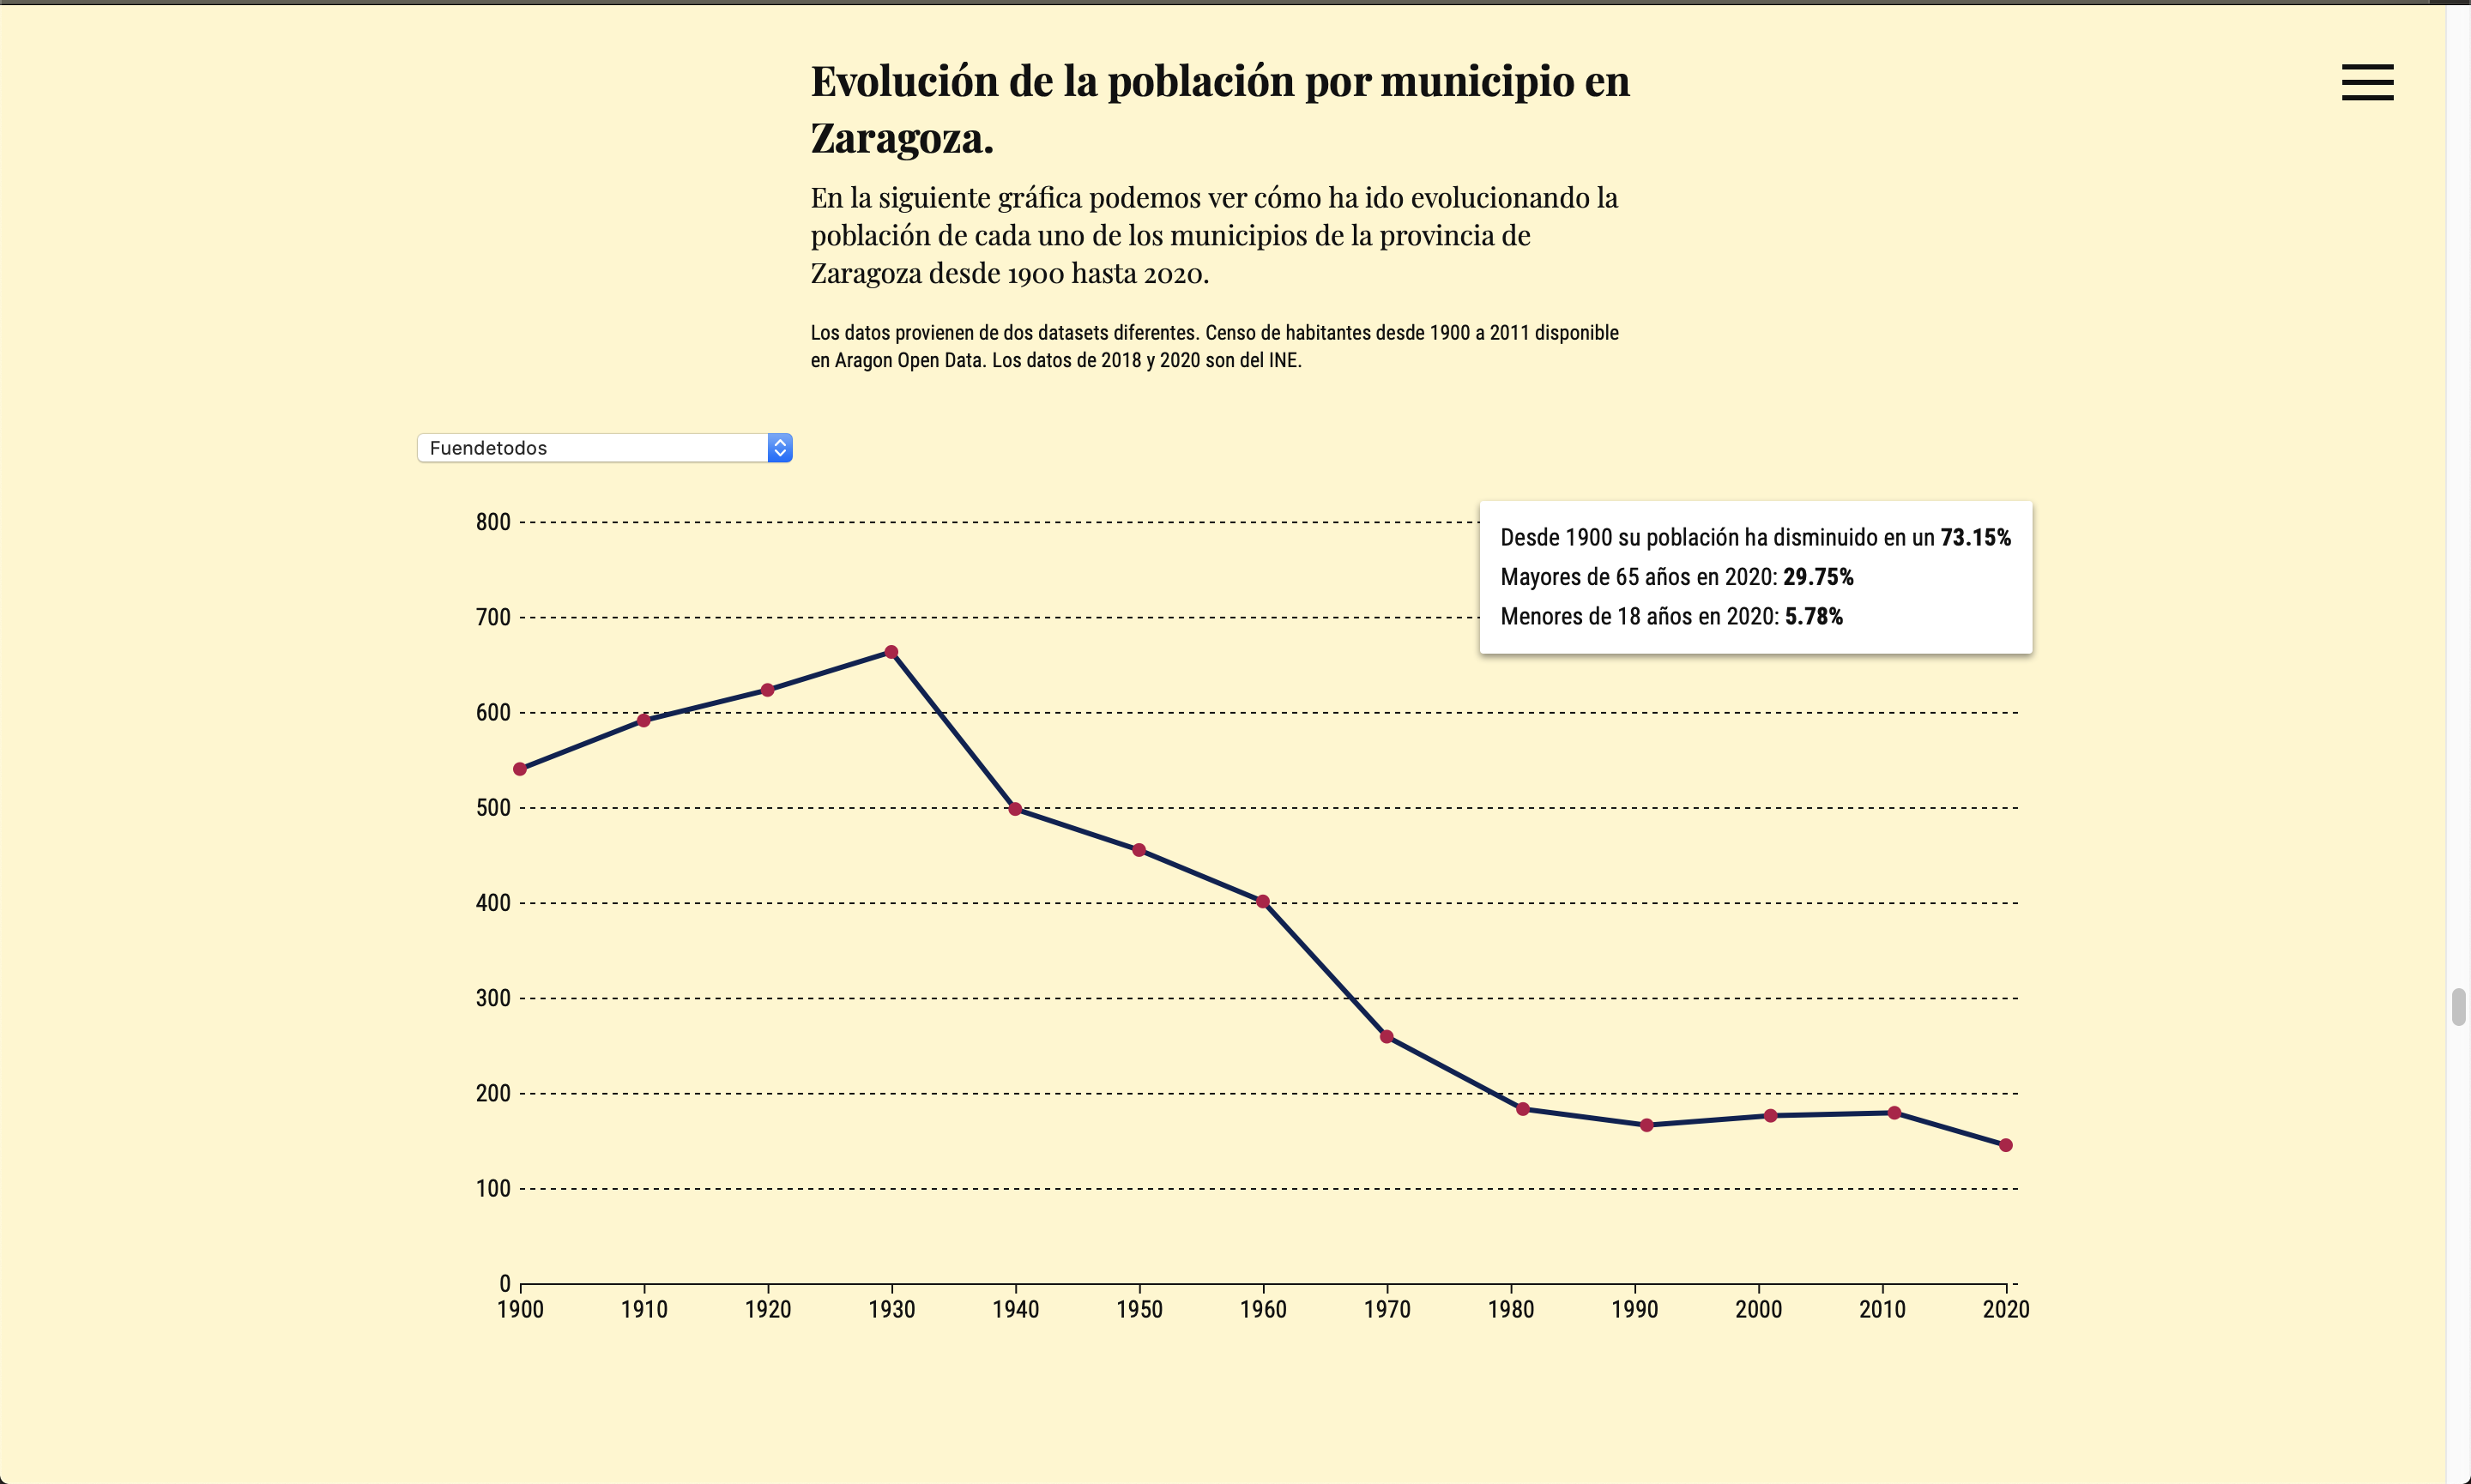 Evolución de la población por municipio en
Zaragoza.
En la siguiente gráfica podemos ver cómo ha ido evolucionando la
población de cada uno de los municipios de la provincia de
Zaragoza desde 1900 hasta 2020.
Los datos provienen de dos datasets diferentes. Censo de habitantes desde 1900 a 2011 disponible
en Aragon Open Data. Los datos de 2018 y 2020 son del INE.
Fuendetodos
Desde 1900 su población ha disminuido en un 73.15%
Mayores de 65 años en 2020: 29.75%
Menores de 18 años en 2020: 5.78%
800
700
600
500
400
300
200
100
0
1900 1910 1920 1930 1940 1950 1960 1970 1980 1990 2000 2010 2020